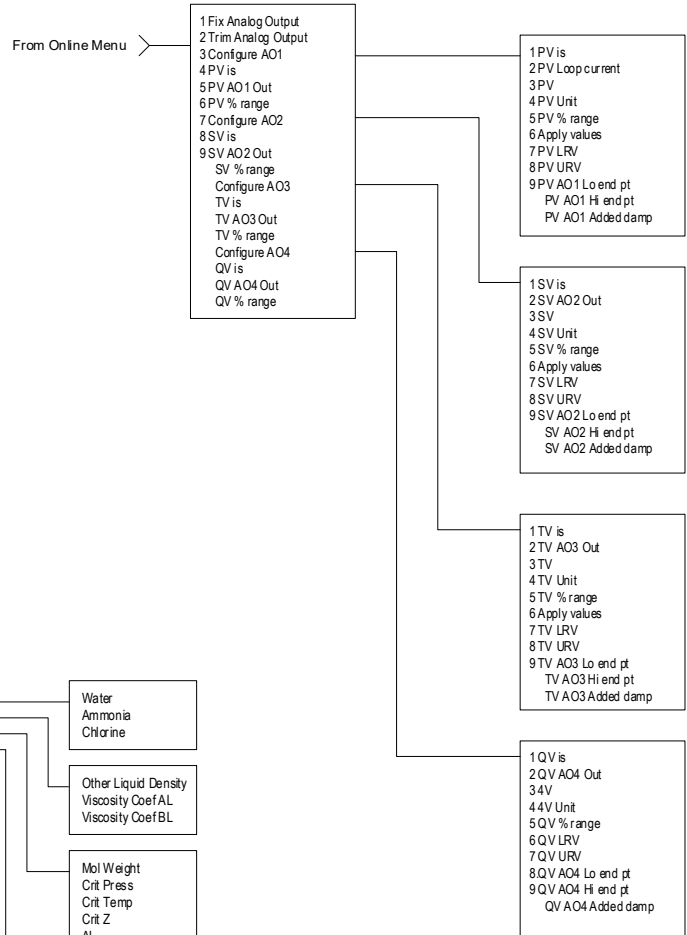 From Online Menu
1 Fix Analog Output
2 Trim Analog Output
3 Configure AO1
4 PV is
5 PV AO1 Out
6 PV % range
7 Configure AO2
8 SV is
9 SV AO2 Out
SV % range
Configure AO3
TV is
TV AO3 Out
TV % range
Configure AO4
QV is
QV AO4 Out
QV % range
1 PV is
2 PV Loop current
3 PV
4 PV Unit
5 PV % range
6 Apply values
7 PV LRV
8 PV URV
9 PV AO1 Lo end pt
PV AO1 Hi end pt
PV AO1 Added damp
1 SV is
2 SV AO2 Out
3 SV
4 SV Unit
5 SV % range
6 Apply values
7 SV LRV
8 SV URV
9 SV AO2 Lo end pt
SV AO2 Hi end pt
SV AO2 Added damp
1 TV is
2 TV AO3 Out
3 TV
4 TV Unit
5 TV % range
6 Apply values
7 TV LRV
8 TV URV
9 TV AO3 Lo end pt
TV AO3 Hi end pt
TV AO3 Added damp
1 QV is
2 QV AO4 Out
3 4V
4 4V Unit
5 QV % range
6 QV LRV
7 QV URV
8 QV AO4 Lo end pt
9 QV AO4 Hi end pt
QV AO4 Added damp
Water
Ammonia
Chlorine
Other Liquid Density
Viscosity Coef AL
Viscosity Coef BL
Mol Weight
Crit Press
Crit Temp
Crit Z